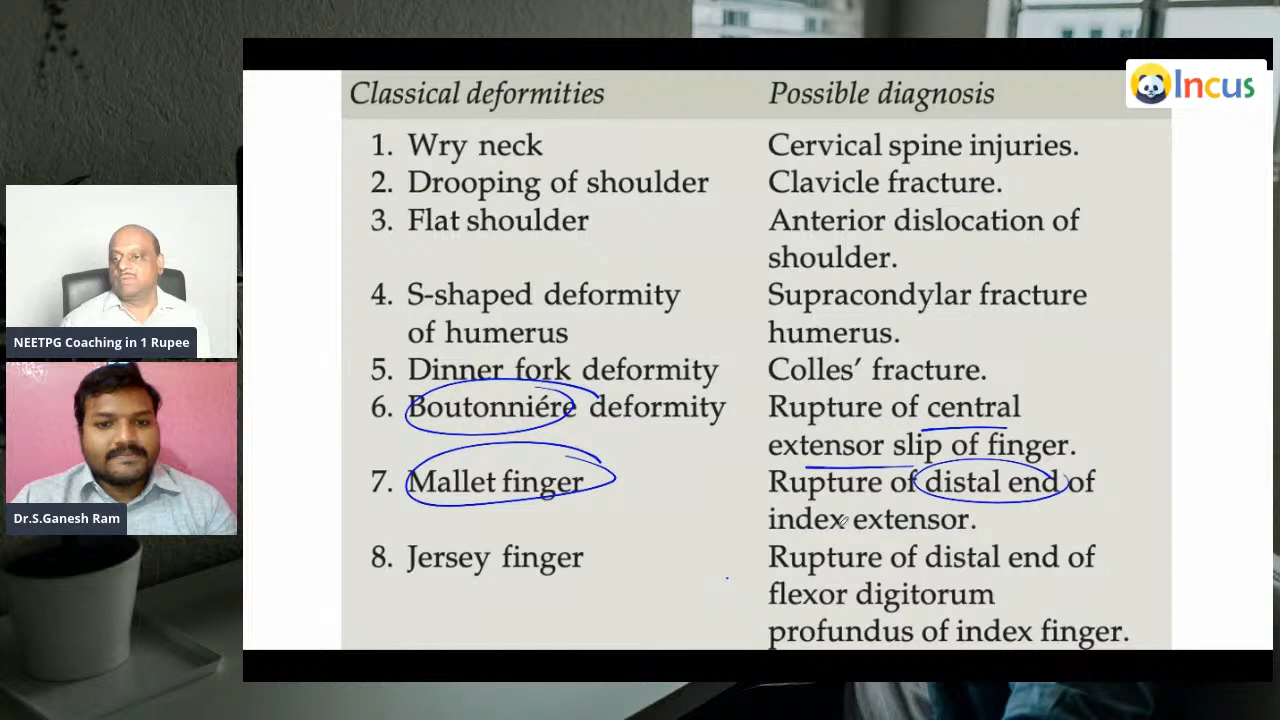 Incus
Classical deformities Possible diagnosis
1. Wry neck Cervical spine injuries.
2. Drooping of shoulder Clavicle fracture.
3. Flat shoulder Anterior dislocation of
shoulder.
4. S-shaped deformity Supracondylar fracture
of humerus humerus.
5. Dinner fork deformity Colles’ fracture.
6. Boutonniére deformity Rupture of central
extensor slip of finger.
7. Mallet finger Rupture of distal end of
index extensor.
8. Jersey finger Rupture of distal end of
flexor digitorum
profundus of index finger.
NEETPG Coaching in 1 Rupee
Dr.S.Ganesh Ram